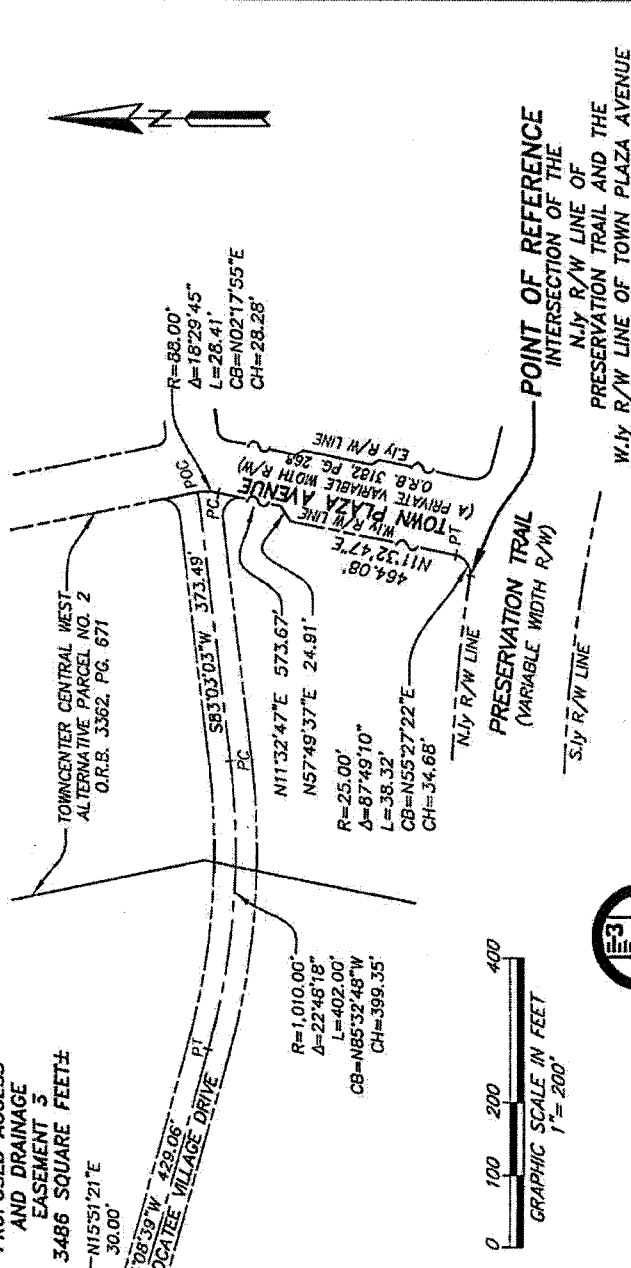 AND DRAINAGE
EASEMENT 3
3486 SQUARE FEET±
N15°51'21"E
30.00'
08'39"W 429.06'
VILLAGE DRIVE
PT
TOWNCENTER CENTRAL WEST
ALTERNATIVE PARCEL NO. 2
O.R.B. 3362, PG. 671
N
R=88.00'
Δ=18°29'45"
L=28.41'
CB=N02°17'55"E
CH=28.28'
POC
PC
S83°03'03"W 373.49'
PC
N11°32'47"E 573.67'
N57°49'37"E 24.91'
R=25.00'
Δ=87°49'10"
L=38.32'
CB=N55°27'22"E
CH=34.68'
464.08'
N11°32'47"E
W.ly R/W LINE
TOWN PLAZA AVENUE
(A PRIVATE VARIABLE WIDTH R/W)
O.R.B. 3182, PG. 268
E.ly R/W LINE
PT
R=1,010.00'
Δ=22°48'18"
L=402.00'
CB=N85°32'48"W
CH=399.35'
N.ly R/W LINE
PRESERVATION TRAIL
(VARIABLE WIDTH R/W)
S.ly R/W LINE
POINT OF REFERENCE
INTERSECTION OF THE
N.ly R/W LINE OF
PRESERVATION TRAIL AND THE
W.ly R/W LINE OF TOWN PLAZA AVENUE
0 100 200 400
GRAPHIC SCALE IN FEET
1"= 200'